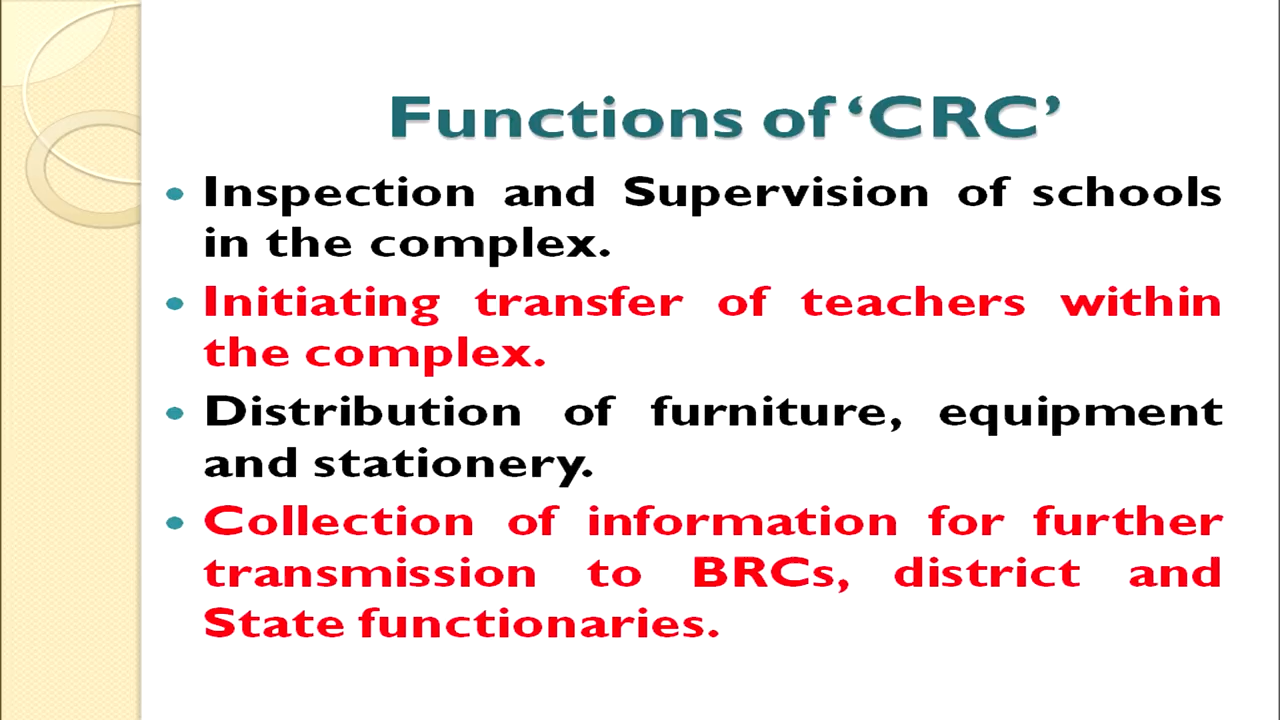 Functions of ‘CRC’
• Inspection and Supervision of schools
in the complex.
• Initiating transfer of teachers within
the complex.
• Distribution of furniture, equipment
and stationery.
• Collection of information for further
transmission to BRCs, district and
State functionaries.